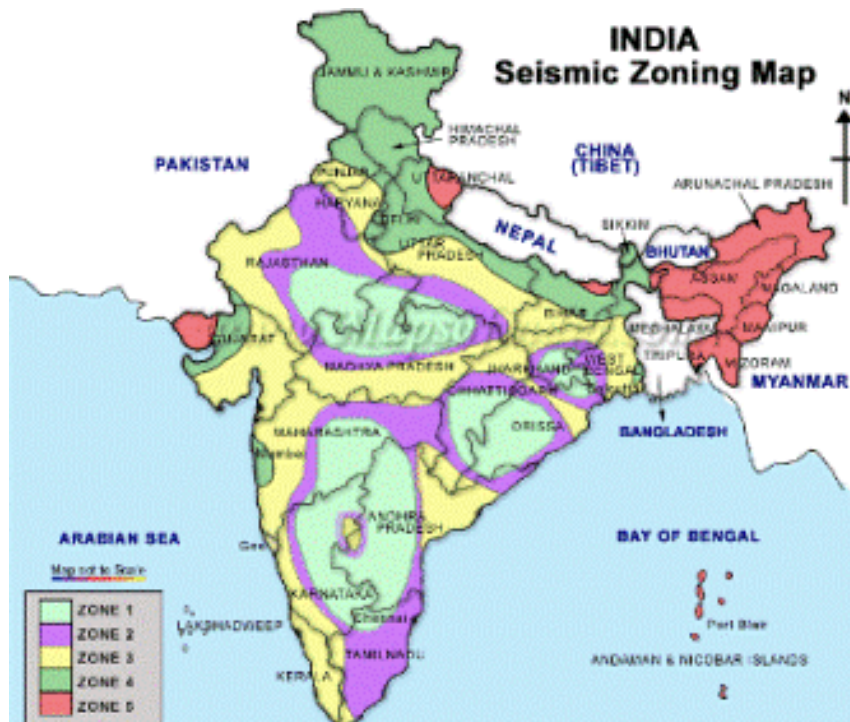 INDIA
Seismic Zoning Map
N
JAMMU & KASHMIR
HIMACHAL
PRADESH
CHINA
(TIBET)
PAKISTAN
PUNJAB
UTTARANCHAL
ARUNACHAL PRADESH
HARYANA
DELHI
NEPAL
SIKKIM
BHUTAN
UTTAR
PRADESH
RAJASTHAN
ASSAM
NAGALAND
BIHAR
MEGHALAYA
MANIPUR
GUJARAT
TRIPURA
MIZORAM
MADHYA PRADESH
JHARKHAND
WEST
BENGAL
MYANMAR
CHHATTISGARH
ORISSA
BANGLADESH
MAHARASHTRA
Mumbai
ANDHRA
PRADESH
ARABIAN SEA
BAY OF BENGAL
Goa
Map not to Scale
KARNATAKA
Chennai
LAKSHADWEEP
TAMILNADU
KERALA
Port Blair
ANDAMAN & NICOBAR ISLANDS
ZONE 1
ZONE 2
ZONE 3
ZONE 4
ZONE 5